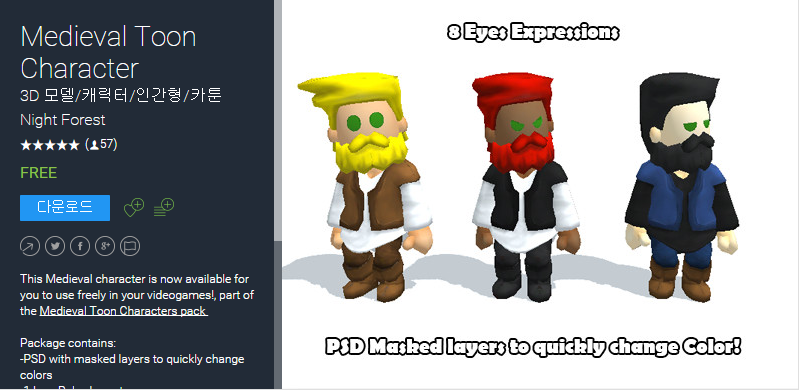 Medieval Toon
Character
3D 모델/캐릭터/인간형/카툰
Night Forest
★★★★★ (57)
FREE
다운로드
This Medieval character is now available for
you to use freely in your videogames!, part of
the Medieval Toon Characters pack
Package contains:
-PSD with masked layers to quickly change
colors
8 Eyes Expressions
PSD Masked layers to quickly change Color!